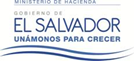 MINISTERIO DE HACIENDA
GOBIERNO DE
EL SALVADOR
UNÁMONOS PARA CRECER